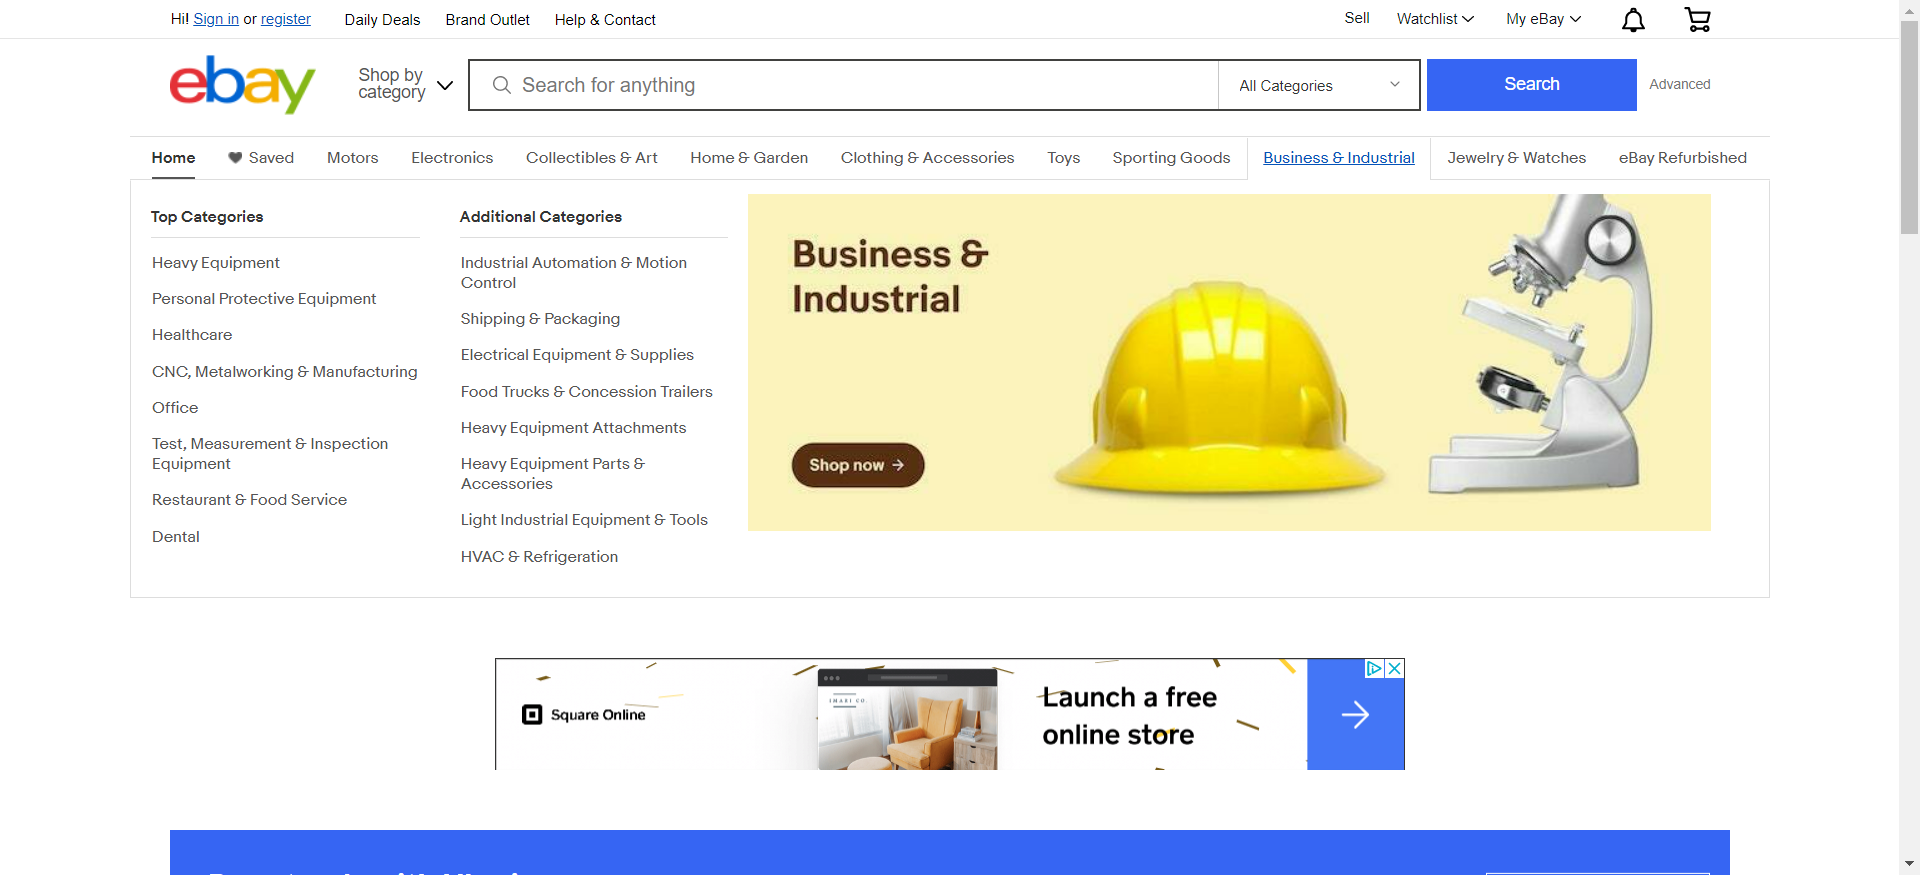 Hi! Sign in or register
Daily Deals
Brand Outlet
Help & Contact
Sell
Watchlist
My eBay
ebay
Shop by
category
Search for anything
All Categories
Search
Advanced
Home
Saved
Motors
Electronics
Collectibles & Art
Home & Garden
Clothing & Accessories
Toys
Sporting Goods
Business & Industrial
Jewelry & Watches
eBay Refurbished
Top Categories
Heavy Equipment
Personal Protective Equipment
Healthcare
CNC, Metalworking & Manufacturing
Office
Test, Measurement & Inspection
Equipment
Restaurant & Food Service
Dental
Additional Categories
Industrial Automation & Motion
Control
Shipping & Packaging
Electrical Equipment & Supplies
Food Trucks & Concession Trailers
Heavy Equipment Attachments
Heavy Equipment Parts &
Accessories
Light Industrial Equipment & Tools
HVAC & Refrigeration
Business &
Industrial
Shop now
Square Online
Launch a free
online store